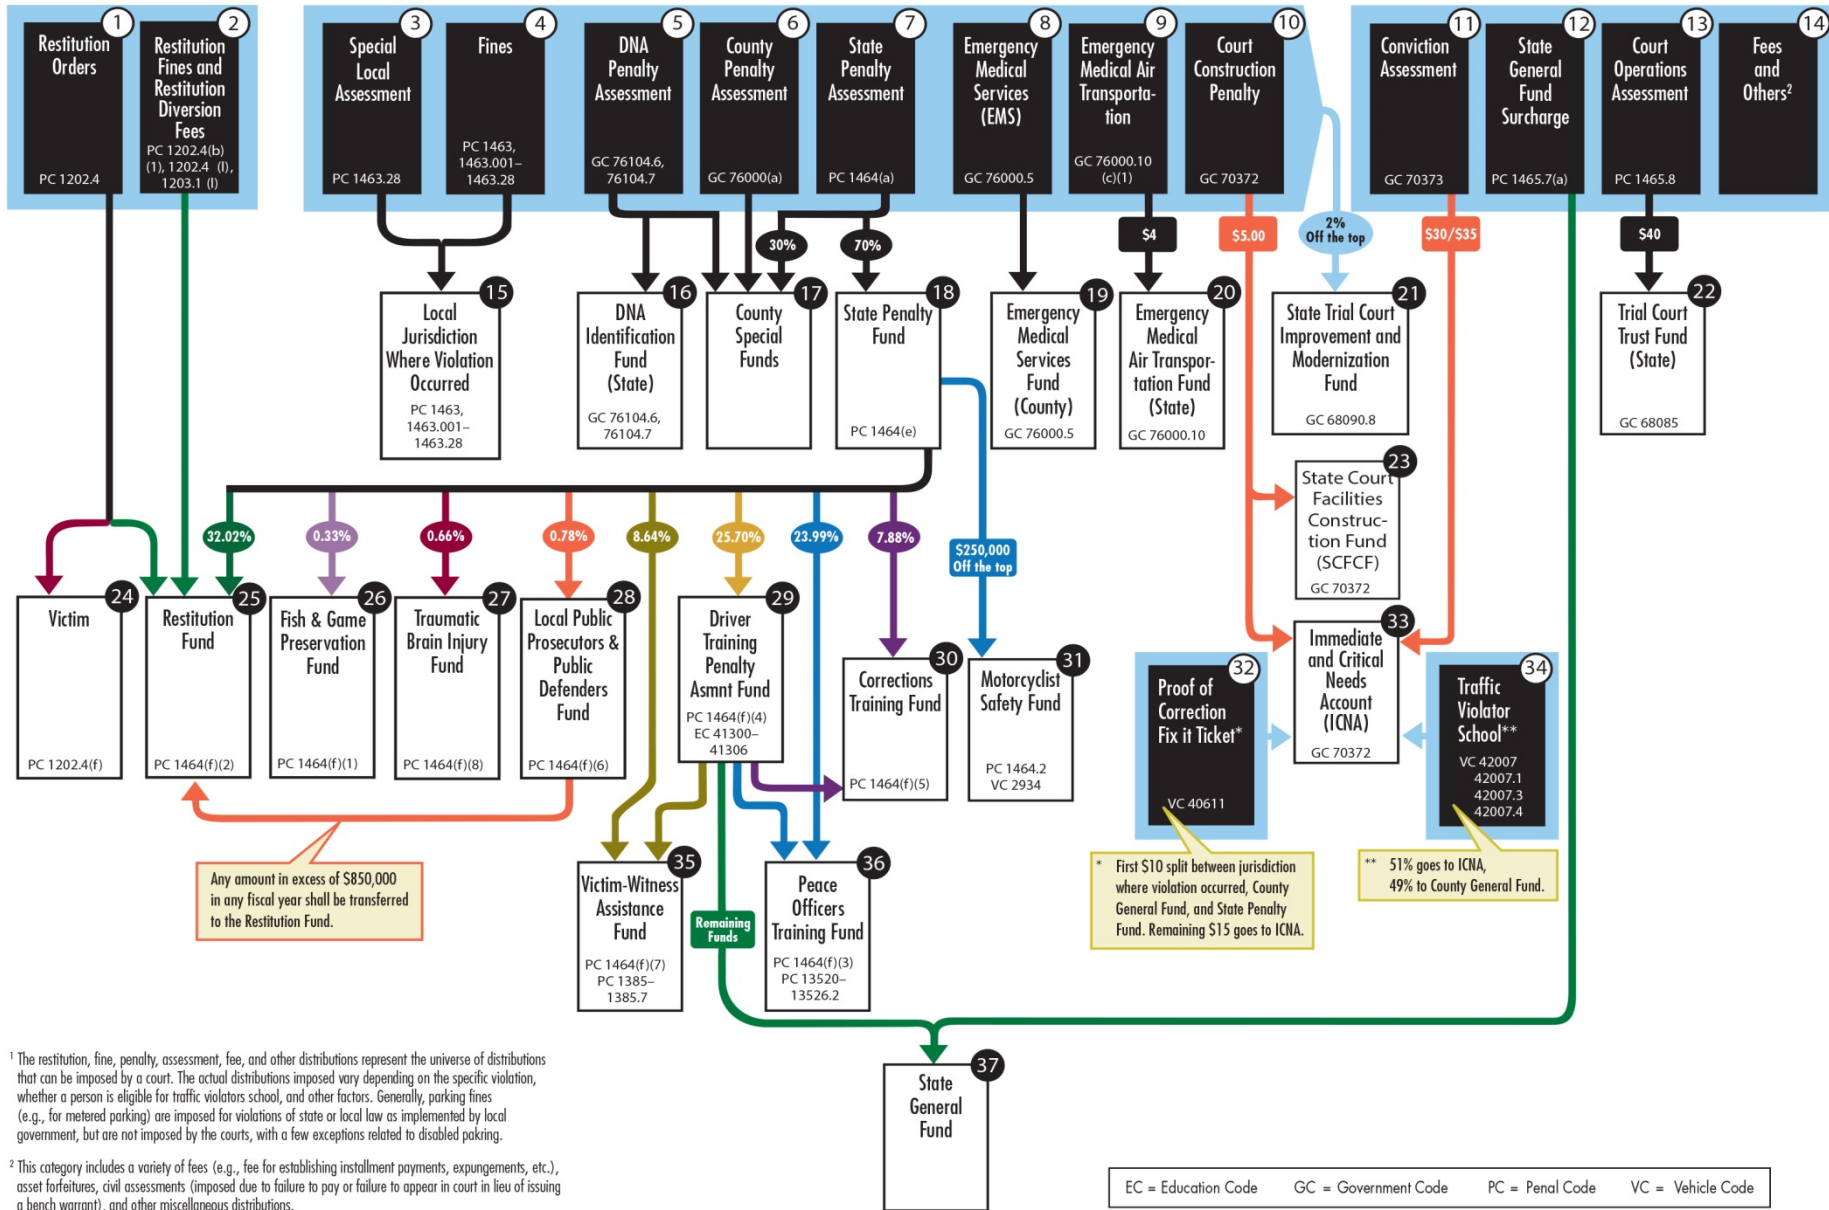 1
Restitution
Orders
PC 1202.4
2
Restitution
Fines and
Restitution
Diversion
Fees
PC 1202.4(b)
(1), 1202.4 (l),
1203.1 (l)
3
Special
Local
Assessment
PC 1463.28
4
Fines
PC 1463,
1463.001–
1463.28
5
DNA
Penalty
Assessment
GC 76104.6,
76104.7
6
County
Penalty
Assessment
GC 76000(a)
7
State
Penalty
Assessment
PC 1464(a)
8
Emergency
Medical
Services
(EMS)
GC 76000.5
9
Emergency
Medical Air
Transporta-
tion
GC 76000.10
(c)(1)
10
Court
Construction
Penalty
GC 70372
11
Conviction
Assessment
GC 70373
12
State
General
Fund
Surcharge
PC 1465.7(a)
13
Court
Operations
Assessment
PC 1465.8
14
Fees
and
Others2
30%
70%
$4
$5.00
2%
Off the top
$30/$35
$40
15
Local
Jurisdiction
Where Violation
Occurred
PC 1463,
1463.001–
1463.28
16
DNA
Identification
Fund
(State)
GC 76104.6,
76104.7
17
County
Special
Funds
18
State Penalty
Fund
PC 1464(e)
19
Emergency
Medical
Services
Fund
(County)
GC 76000.5
20
Emergency
Medical
Air Transpor-
tation Fund
(State)
GC 76000.10
21
State Trial Court
Improvement and
Modernization
Fund
GC 68090.8
22
Trial Court
Trust Fund
(State)
GC 68085
23
State Court
Facilities
Construc-
tion Fund
(SCFCF)
GC 70372
32.02%
0.33%
0.66%
0.78%
8.64%
25.70%
23.99%
7.88%
$250,000
Off the top
24
Victim
PC 1202.4(f)
25
Restitution
Fund
PC 1464(f)(2)
26
Fish & Game
Preservation
Fund
PC 1464(f)(1)
27
Traumatic
Brain Injury
Fund
PC 1464(f)(8)
28
Local Public
Prosecutors &
Public
Defenders
Fund
PC 1464(f)(6)
29
Driver
Training
Penalty
Asmnt Fund
PC 1464(f)(4)
EC 41300–
41306
30
Corrections
Training Fund
PC 1464(f)(5)
31
Motorcyclist
Safety Fund
PC 1464.2
VC 2934
32
Proof of
Correction
Fix it Ticket*
VC 40611
33
Immediate
and Critical
Needs
Account
(ICNA)
GC 70372
34
Traffic
Violator
School**
VC 42007
42007.1
42007.3
42007.4
Any amount in excess of $850,000
in any fiscal year shall be transferred
to the Restitution Fund.
* First $10 split between jurisdiction
where violation occurred, County
General Fund, and State Penalty
Fund. Remaining $15 goes to ICNA.
** 51% goes to ICNA,
49% to County General Fund.
35
Victim-Witness
Assistance
Fund
PC 1464(f)(7)
PC 1385–
1385.7
Remaining
Funds
36
Peace
Officers
Training Fund
PC 1464(f)(3)
PC 13520–
13526.2
37
State
General
Fund
1 The restitution, fine, penalty, assessment, fee, and other distributions represent the universe of distributions
that can be imposed by a court. The actual distributions imposed vary depending on the specific violation,
whether a person is eligible for traffic violators school, and other factors. Generally, parking fines
(e.g., for metered parking) are imposed for violations of state or local law as implemented by local
government, but are not imposed by the courts, with a few exceptions related to disabled pakring.
2 This category includes a variety of fees (e.g., fee for establishing installment payments, expungements, etc.),
asset forfeitures, civil assessments (imposed due to failure to pay or failure to appear in court in lieu of issuing
a bench warrant), and other miscellaneous distributions.
EC = Education Code GC = Government Code PC = Penal Code VC = Vehicle Code